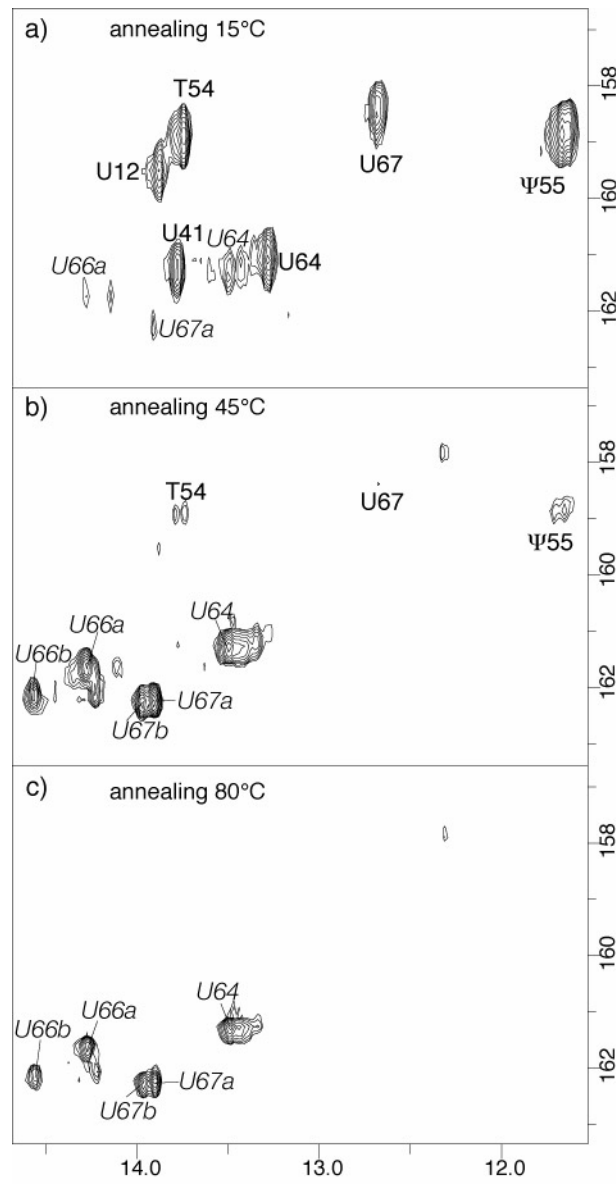 a) annealing 15°C
T54
158
U12
U67
Ψ55
160
U41 U64
U64
U66a
U67a
162
b) annealing 45°C
158
T54
U67
Ψ55
160
U64
U66a
U66b
162
U67a
U67b
c) annealing 80°C
158
160
U64
U66a
U66b
162
U67a
U67b
14.0 13.0 12.0